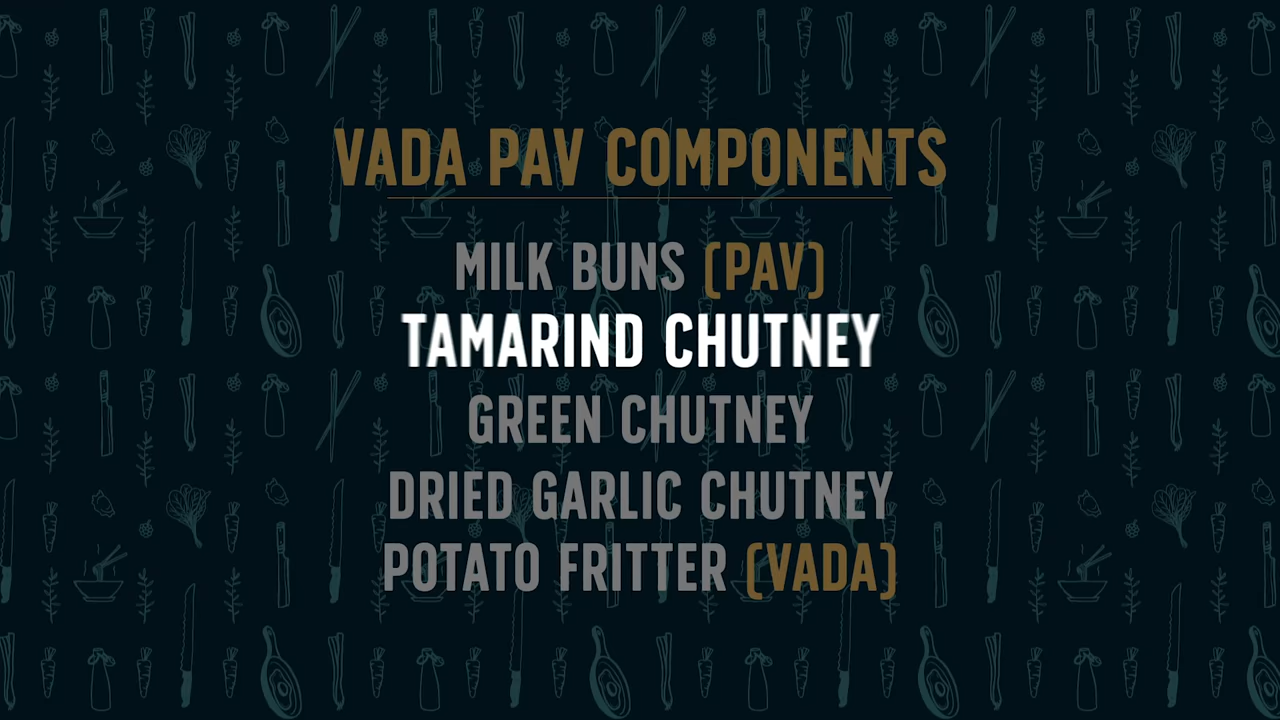 VADA PAV COMPONENTS
MILK BUNS (PAV)
TAMARIND CHUTNEY
GREEN CHUTNEY
DRIED GARLIC CHUTNEY
POTATO FRITTER (VADA)